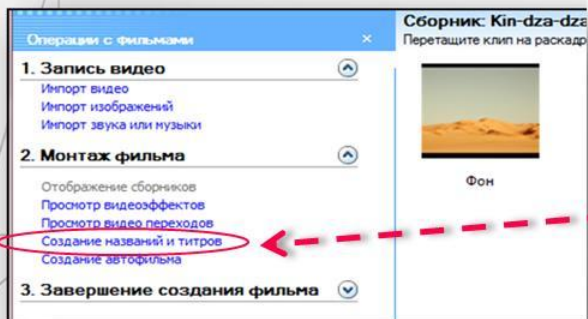 Операции с фильмами
×
1. Запись видео
Импорт видео
Импорт изображений
Импорт звука или музыки
2. Монтаж фильма
Отображение сборников
Просмотр видеоэффектов
Просмотр видео переходов
Создание названий и титров
Создание автофильма
3. Завершение создания фильма
Сборник: Kin-dza-dza
Перетащите клип на раскадр
Фон